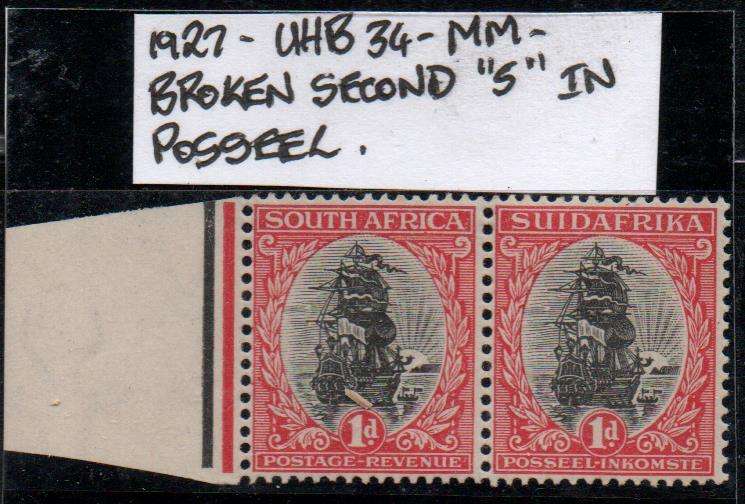 1927 - UHB 34 - MM -
BROKEN SECOND "S" IN
POSSEEL.
SOUTH AFRICA
SUIDAFRIKA
1d
1d
POSTAGE-REVENUE
POSSEEL-INKOMSTE